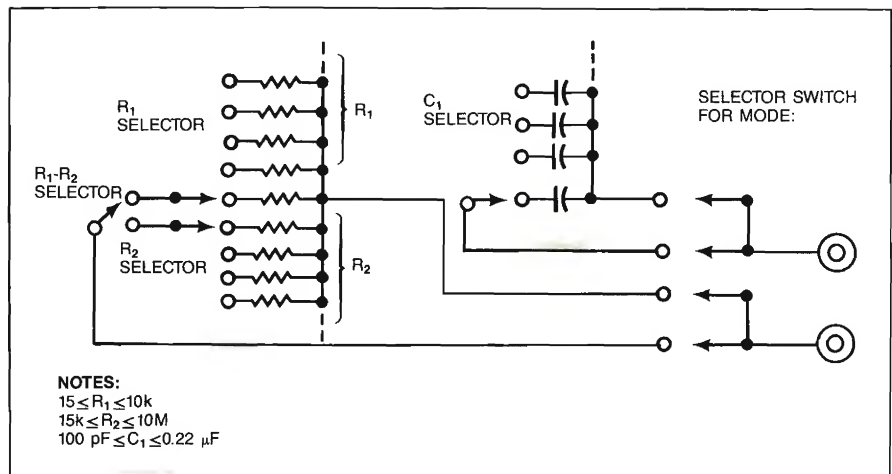 R₁
SELECTOR
R₁
R₁-R₂
SELECTOR
R₂
SELECTOR
R₂
C₁
SELECTOR
SELECTOR SWITCH
FOR MODE:
NOTES:
15≤R₁≤10k
15k≤R₂≤10M
100 pF≤C₁≤0.22 µF